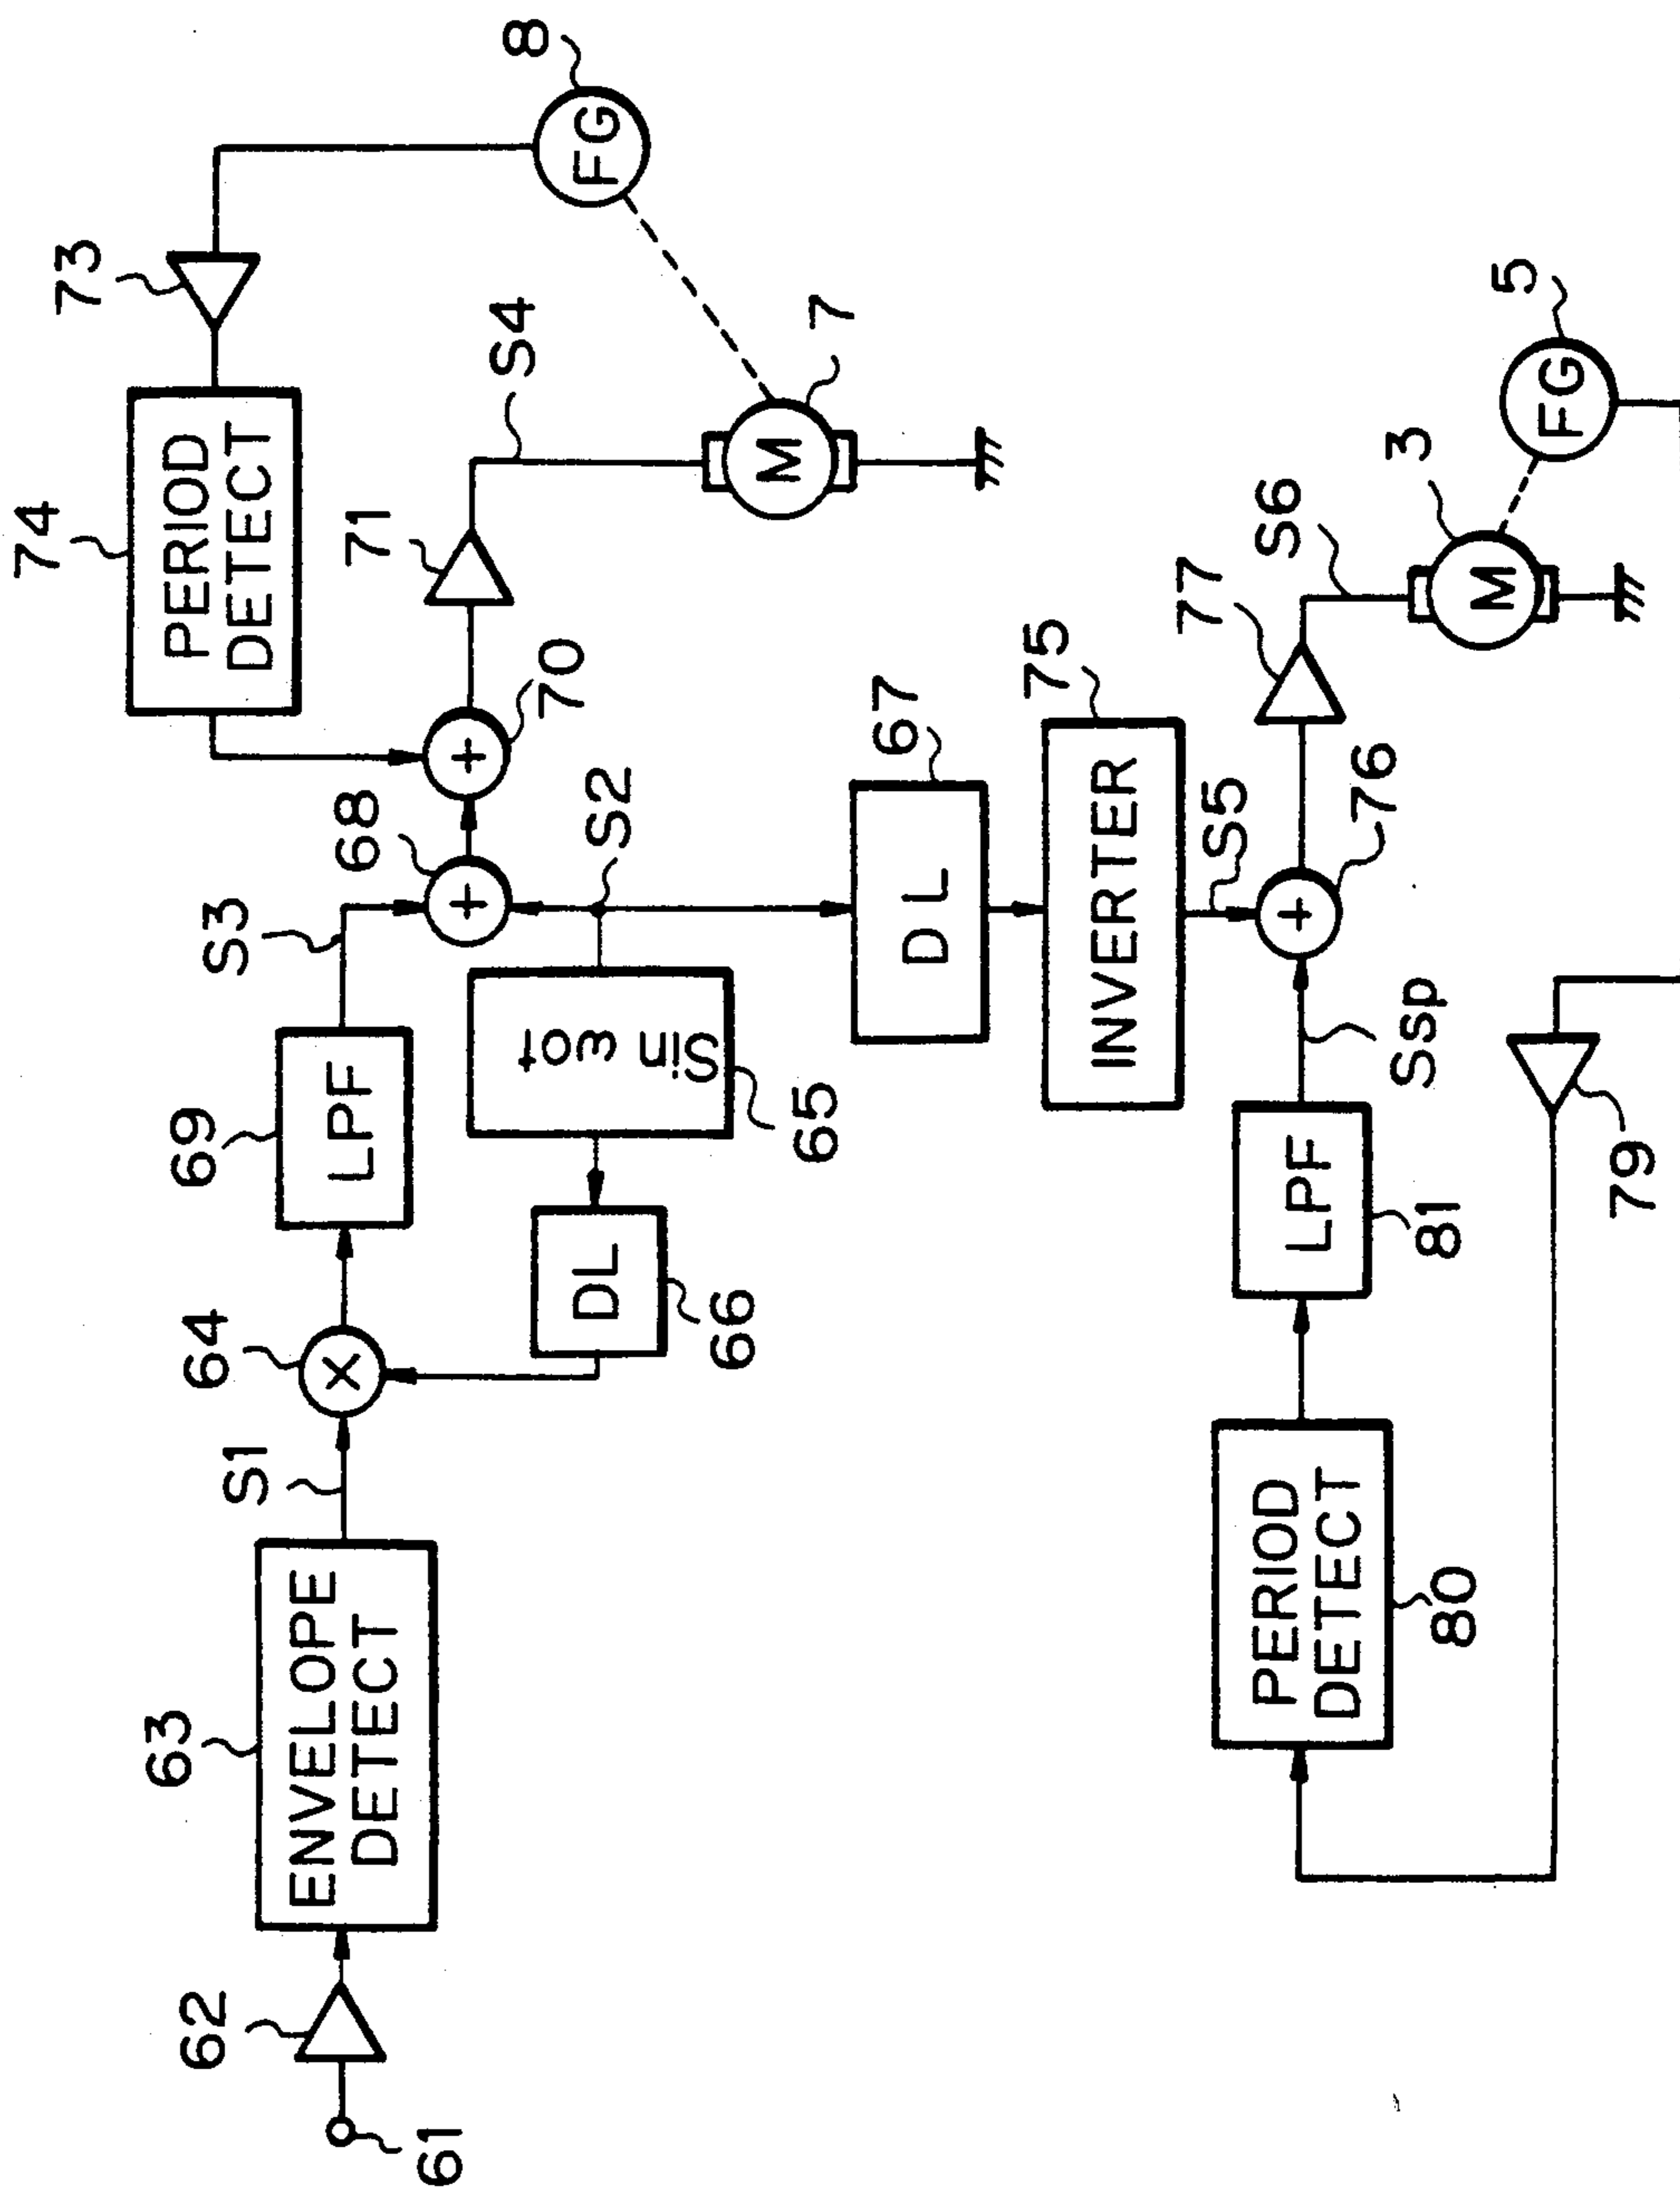 8
FG
73
74
PERIOD
DETECT
71
S4
7
M
70
68
+
+
S2
S3
69
LPF
Sin ωot
65
DL
66
64
×
S1
63
ENVELOPE
DETECT
62
61
67
DL
75
INVERTER
S5
76
+
77
S6
3
M
5
FG
Ssp
81
LPF
79
80
PERIOD
DETECT